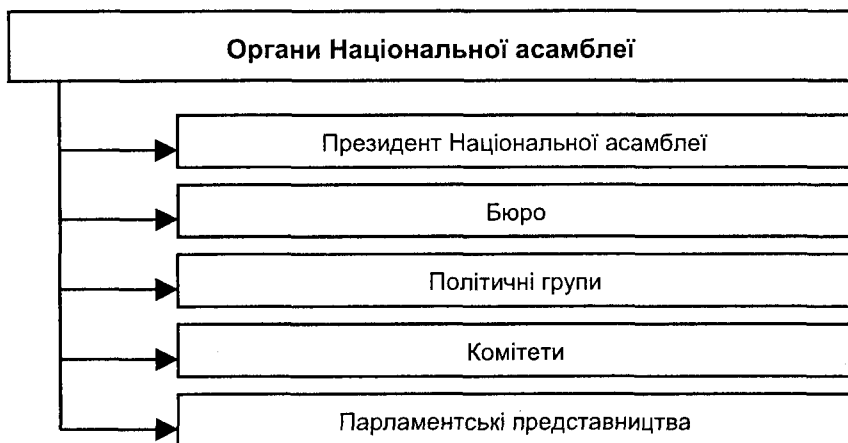 Органи Національної асамблеї
Президент Національної асамблеї
Бюро
Політичні групи
Комітети
Парламентські представництва